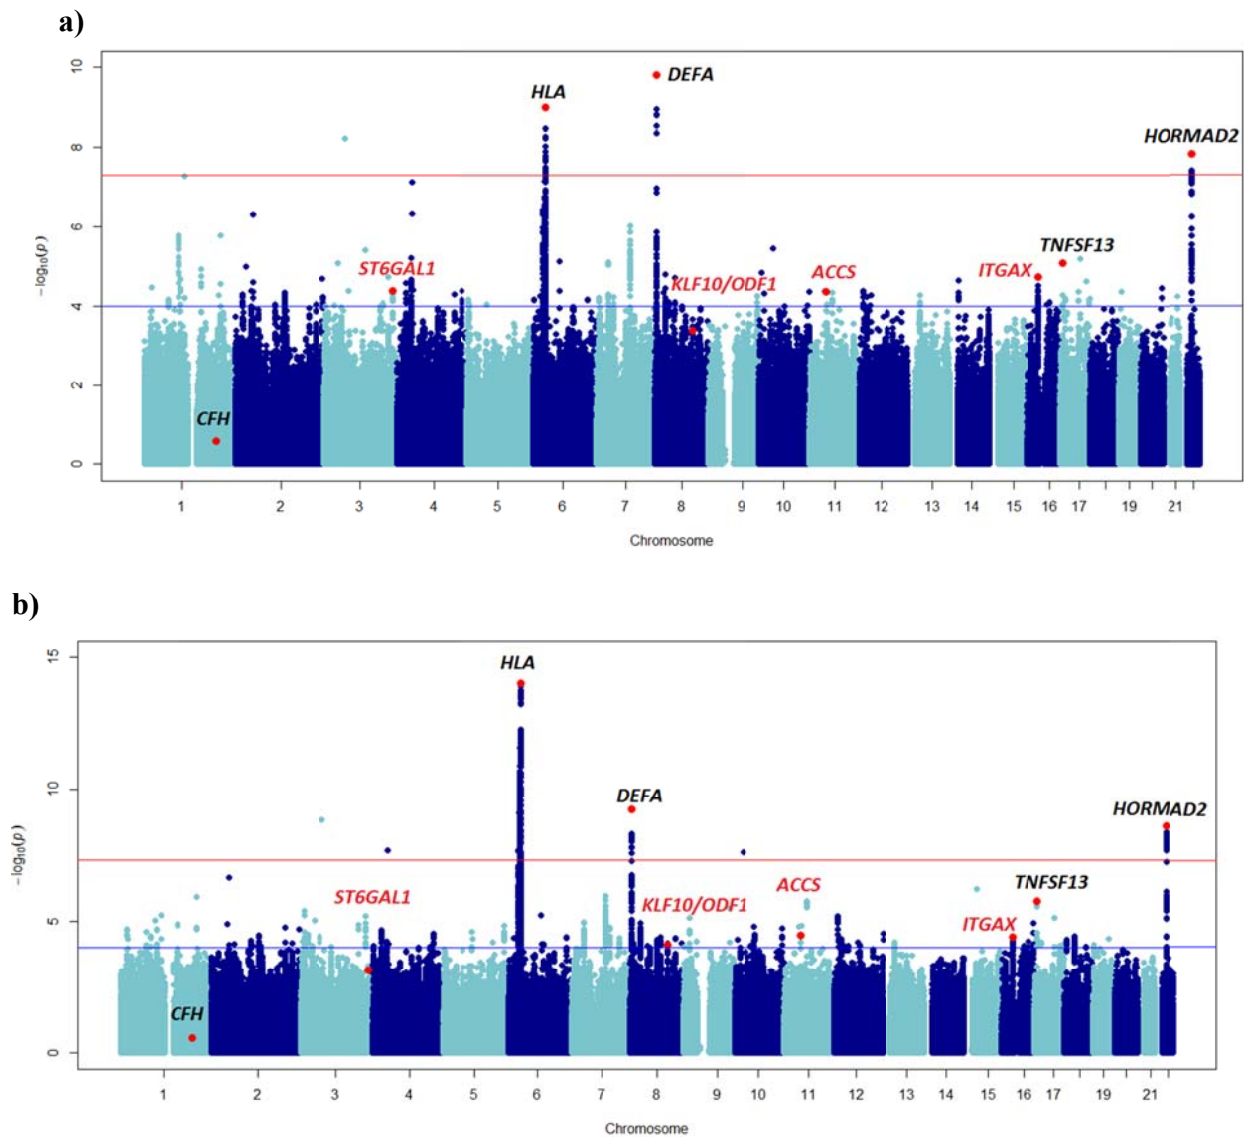 a)
10
8
6
4
2
0
−log10(p)
HLA
DEFA
HORMAD2
TNFSF13
ST6GAL1
KLF10/ODF1
ACCS
ITGAX
CFH
1 2 3 4 5 6 7 8 9 10 11 12 13 14 15 16 17 19 21
Chromosome
b)
15
10
5
0
−log10(p)
HLA
DEFA
HORMAD2
ST6GAL1
KLF10/ODF1
ACCS
TNFSF13
ITGAX
CFH
1 2 3 4 5 6 7 8 9 10 11 12 13 14 15 16 17 19 21
Chromosome